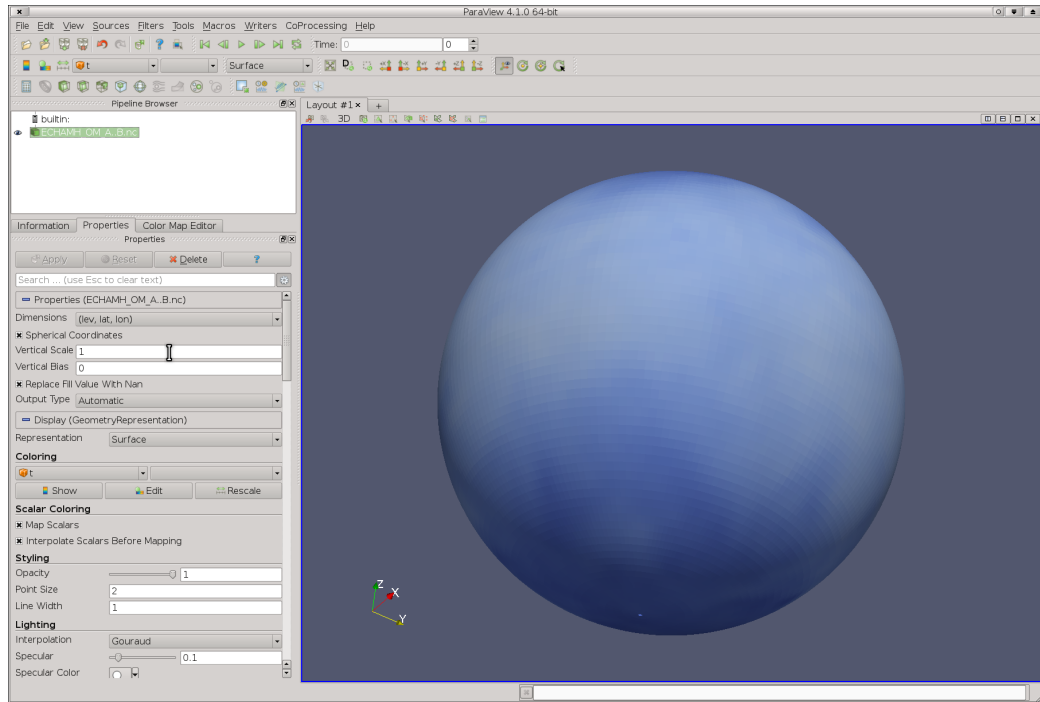 ParaView 4.1.0 64-bit
File Edit View Sources Filters Tools Macros Writers CoProcessing Help
Time: 0 0
t Surface
Pipeline Browser
builtin:
ECHAMH_OM_A..B.nc
Layout #1
3D
Information Properties Color Map Editor
Properties
Apply Reset Delete ?
Search ... (use Esc to clear text)
Properties (ECHAMH_OM_A..B.nc)
Dimensions (lev, lat, lon)
Spherical Coordinates
Vertical Scale 1
Vertical Bias 0
Replace Fill Value With Nan
Output Type Automatic
Display (GeometryRepresentation)
Representation Surface
Coloring
t
Show Edit Rescale
Scalar Coloring
Map Scalars
Interpolate Scalars Before Mapping
Styling
Opacity 1
Point Size 2
Line Width 1
Lighting
Interpolation Gouraud
Specular 0.1
Specular Color
Z
X
Y